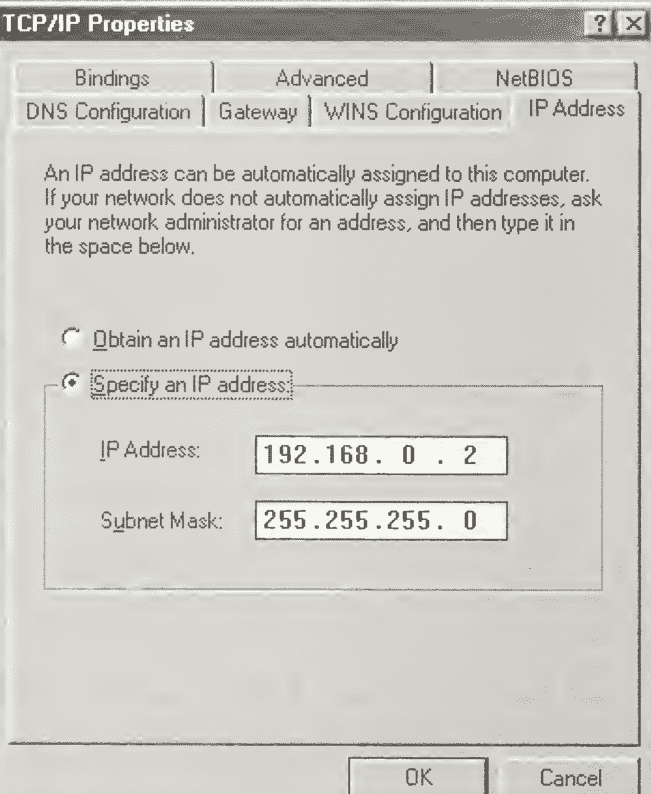 TCP/IP Properties
? ×
Bindings Advanced NetBIOS
DNS Configuration Gateway WINS Configuration IP Address
An IP address can be automatically assigned to this computer.
If your network does not automatically assign IP addresses, ask
your network administrator for an address, and then type it in
the space below.
Obtain an IP address automatically
Specify an IP address:
IP Address: 192.168. 0 . 2
Subnet Mask: 255.255.255. 0
OK Cancel